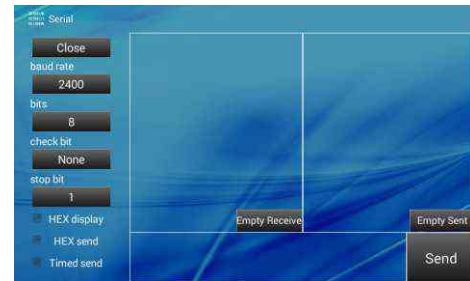 Serial
Close
baud rate
2400
bits
8
check bit
None
stop bit
1
HEX display
HEX send
Timed send
Empty Receive
Empty Sent
Send